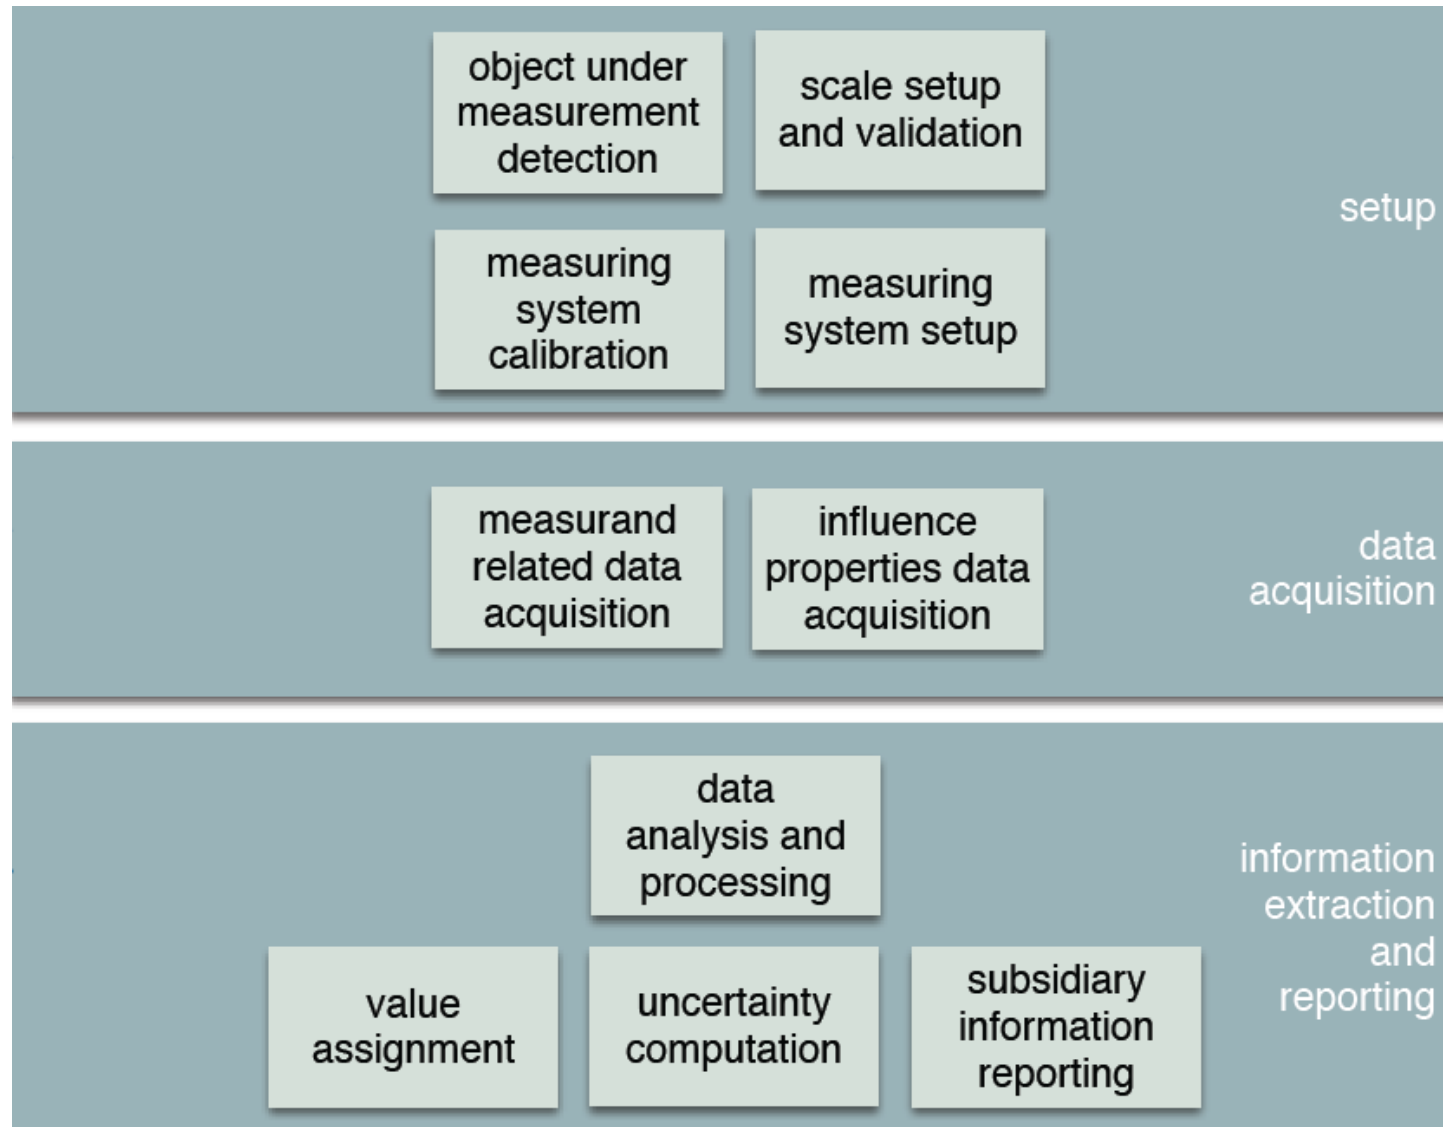 object under
measurement
detection
scale setup
and validation
measuring
system
calibration
measuring
system setup
setup
measurand
related data
acquisition
influence
properties data
acquisition
data
acquisition
data
analysis and
processing
value
assignment
uncertainty
computation
subsidiary
information
reporting
information
extraction
and
reporting